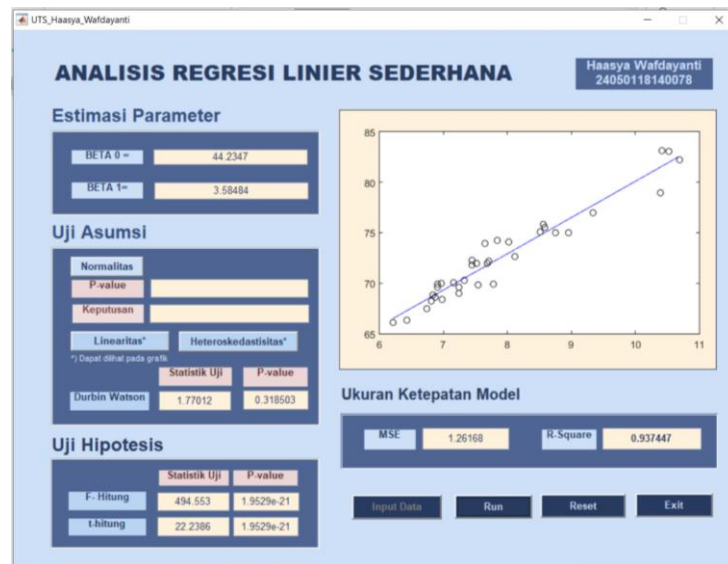 UTS_Haasya_Wafdayanti
ANALISIS REGRESI LINIER SEDERHANA
Haasya Wafdayanti
24050118140078
Estimasi Parameter
BETA 0 = 44.2347
BETA 1= 3.58484
Uji Asumsi
Normalitas
P-value
Keputusan
Linearitas* Heteroskedastisitas*
*) Dapat dilihat pada grafik
Statistik Uji P-value
Durbin Watson 1.77012 0.318503
Uji Hipotesis
Statistik Uji P-value
F- Hitung 494.553 1.9529e-21
t-hitung 22.2386 1.9529e-21
85
80
75
70
65
6 7 8 9 10 11
Ukuran Ketepatan Model
MSE 1.26168 R-Square 0.937447
Input Data Run Reset Exit